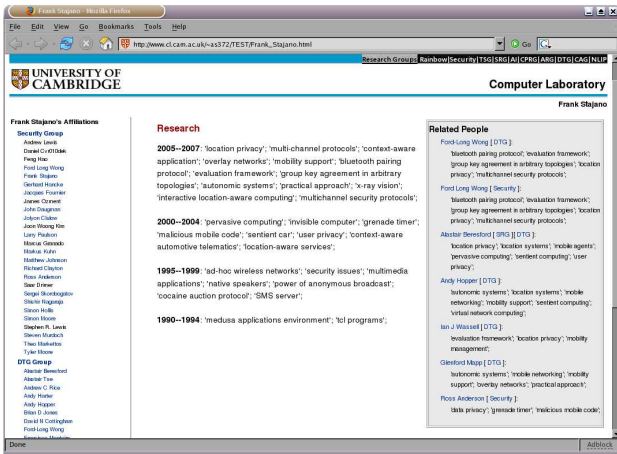 Frank Stajano - Mozilla Firefox
File Edit View Go Bookmarks Tools Help
http://www.cl.cam.ac.uk/~as372/TEST/Frank_Stajano.html
Go
Research Groups Rainbow|Security|TSG|SRG|AI|CPRG|ARG|DTG|CAG|NLIP
UNIVERSITY OF
CAMBRIDGE
Computer Laboratory
Frank Stajano
Frank Stajano's Affiliations
Security Group
Andrew Lewis
Daniel Cvr010dek
Feng Hao
Ford Long Wong
Frank Stajano
Gerhard Hancke
Jacques Fournier
James Ozment
John Daugman
Jolyon Clulow
Joon Woong Kim
Larry Paulson
Marcus Granado
Markus Kuhn
Matthew Johnson
Richard Clayton
Ross Anderson
Saar Drimer
Sergei Skorobogatov
Shishir Nagaraja
Simon Hollis
Simon Moore
Stephen R. Lewis
Steven Murdoch
Theo Markettos
Tyler Moore
DTG Group
Alastair Beresford
Alastair Tse
Andrew C Rice
Andy Harter
Andy Hopper
Brian D Jones
David N Cottingham
Ford-Long Wong
Research
2005--2007: 'location privacy'; 'multi-channel protocols'; 'context-aware
application'; 'overlay networks'; 'mobility support'; 'bluetooth pairing
protocol'; 'evaluation framework'; 'group key agreement in arbitrary
topologies'; 'autonomic systems'; 'practical approach'; 'x-ray vision';
'interactive location-aware computing'; 'multichannel security protocols';
2000--2004: 'pervasive computing'; 'invisible computer'; 'grenade timer';
'malicious mobile code'; 'sentient car'; 'user privacy'; 'context-aware
automotive telematics'; 'location-aware services';
1995--1999: 'ad-hoc wireless networks'; 'security issues'; 'multimedia
applications'; 'native speakers'; 'power of anonymous broadcast';
'cocaine auction protocol'; 'SMS server';
1990--1994: 'medusa applications environment'; 'tcl programs';
Related People
Ford-Long Wong [ DTG ]:
'bluetooth pairing protocol'; 'evaluation framework';
'group key agreement in arbitrary topologies'; 'location
privacy'; 'multichannel security protocols';
Ford Long Wong [ Security ]:
'bluetooth pairing protocol'; 'evaluation framework';
'group key agreement in arbitrary topologies'; 'location
privacy'; 'multichannel security protocols';
Alastair Beresford [ SRG ][ DTG ]:
'location privacy'; 'location systems'; 'mobile agents';
'pervasive computing'; 'sentient computing'; 'user
privacy';
Andy Hopper [ DTG ]:
'autonomic systems'; 'location systems'; 'mobile
networking'; 'mobility support'; 'sentient computing';
'virtual network computing';
Ian J Wassell [ DTG ]:
'evaluation framework'; 'location privacy'; 'mobility
management';
Glenford Mapp [ DTG ]:
'autonomic systems'; 'mobile networking'; 'mobility
support'; 'overlay networks'; 'practical approach';
Ross Anderson [ Security ]:
'data privacy'; 'grenade timer'; 'malicious mobile code';
Done
Adblock